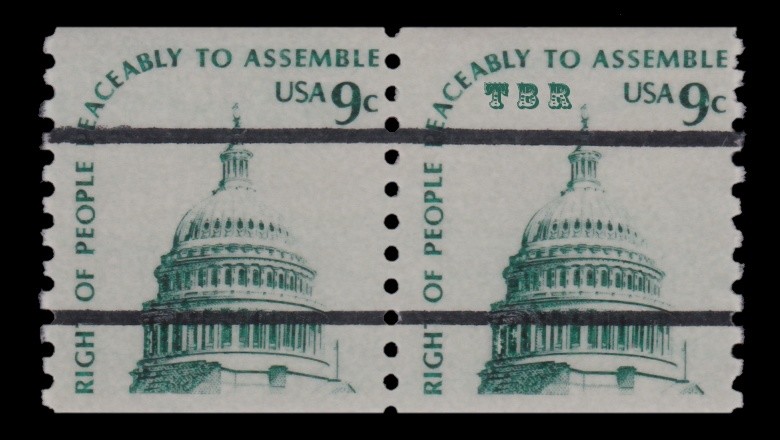 RIGHT OF PEOPLE PEACEABLY TO ASSEMBLE
USA 9c
RIGHT OF PEOPLE PEACEABLY TO ASSEMBLE
TBR
USA 9c